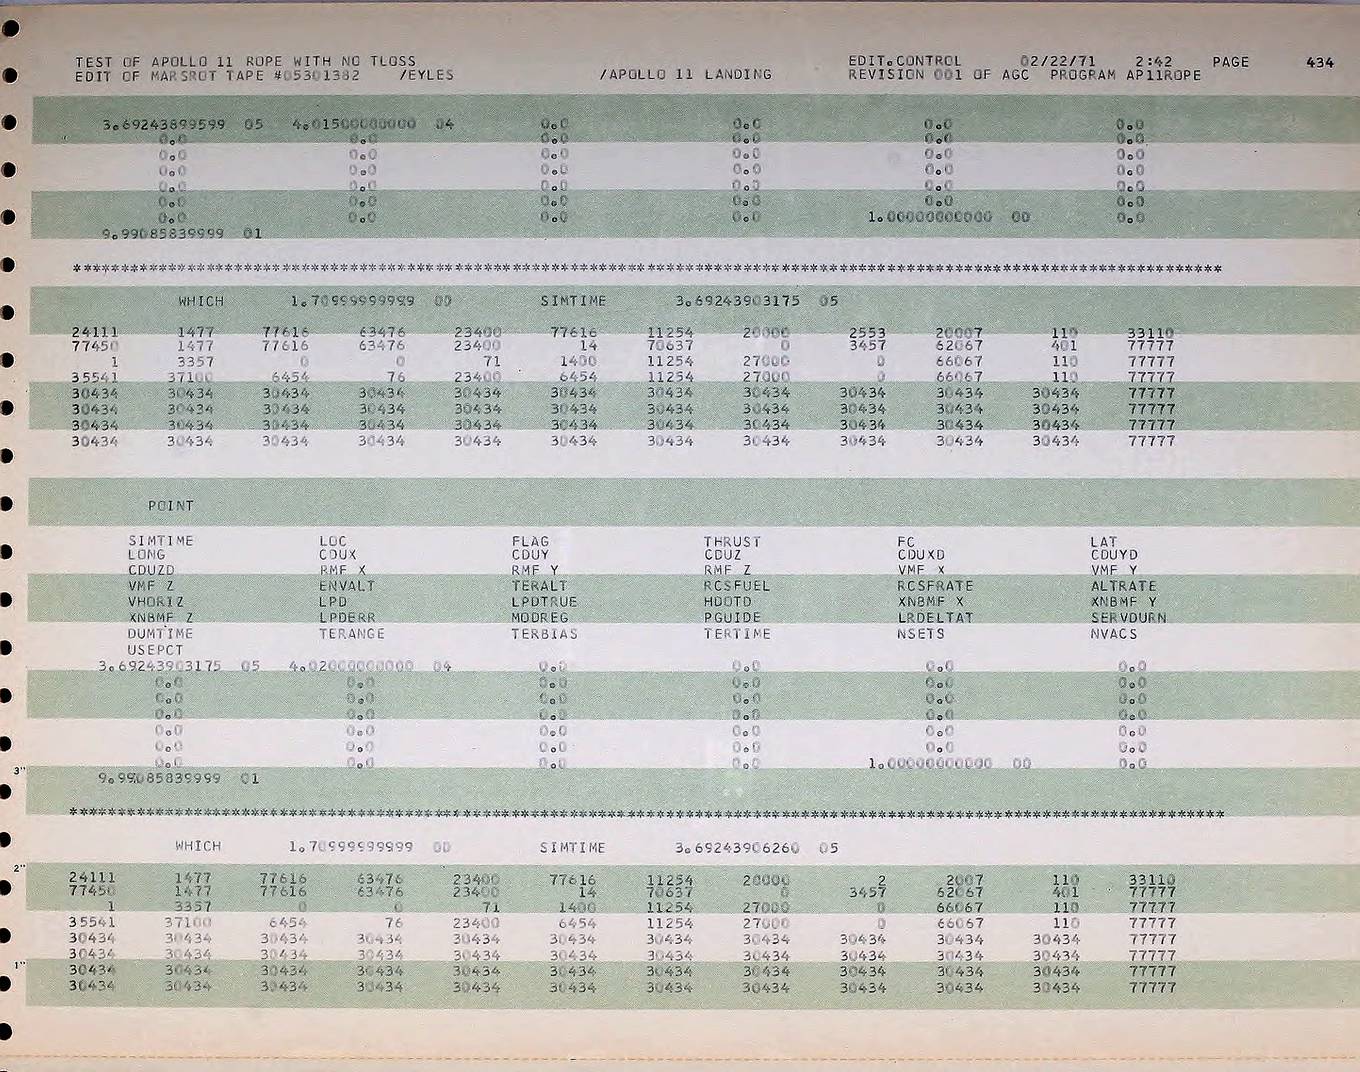 TEST OF APOLLO 11 ROPE WITH NO TLOSS EDIT.CONTROL 02/22/71 2:42 PAGE 434
EDIT OF MARSROT TAPE #05301382 /EYLES /APOLLO 11 LANDING REVISION 001 OF AGC PROGRAM AP11ROPE
3.69243899599 05 4.01500000000 04 0.0 0.0 0.0 0.0
0.0 0.0 0.0 0.0 0.0 0.0
0.0 0.0 0.0 0.0 0.0 0.0
0.0 0.0 0.0 0.0 0.0 0.0
0.0 0.0 0.0 0.0 0.0 0.0
0.0 0.0 0.0 0.0 0.0 0.0
0.0 0.0 0.0 0.0 1.00000000000 00 0.0
9.99085839999 01
************************************************************************************************************************
WHICH 1.70999999999 00 SIMTIME 3.69243903175 05
24111 1477 77616 63476 23400 77616 11254 20000 2553 20007 110 33110
77450 1477 77616 63476 23400 14 70637 0 3457 62067 401 77777
1 3357 0 0 71 1400 11254 27000 0 66067 110 77777
35541 37100 6454 76 23400 6454 11254 27000 0 66067 110 77777
30434 30434 30434 30434 30434 30434 30434 30434 30434 30434 30434 77777
30434 30434 30434 30434 30434 30434 30434 30434 30434 30434 30434 77777
30434 30434 30434 30434 30434 30434 30434 30434 30434 30434 30434 77777
30434 30434 30434 30434 30434 30434 30434 30434 30434 30434 30434 77777
POINT
SIMTIME LOC FLAG THRUST FC LAT
LONG CDUX CDUY CDUZ CDUXD CDUYD
CDUZD RMF X RMF Y RMF Z VMF X VMF Y
VMF Z ENVALT TERALT RCSFUEL RCSFRATE ALTRATE
VHORIZ LPD LPDTRUE HDOTD XNBMF X XNBMF Y
XNBMF Z LPDERR MODREG PGUIDE LRDELTAT SERVDURN
DUMTIME TERANGE TERBIAS TERTIME NSETS NVACS
USEPCT
3.69243903175 05 4.02000000000 04 0.0 0.0 0.0 0.0
0.0 0.0 0.0 0.0 0.0 0.0
0.0 0.0 0.0 0.0 0.0 0.0
0.0 0.0 0.0 0.0 0.0 0.0
0.0 0.0 0.0 0.0 0.0 0.0
0.0 0.0 0.0 0.0 0.0 0.0
0.0 0.0 0.0 0.0 1.00000000000 00 0.0
3"
9.99085839999 01
************************************************************************************************************************
WHICH 1.70999999999 00 SIMTIME 3.69243906260 05
2"
24111 1477 77616 63476 23400 77616 11254 20000 2 2007 110 33110
77450 1477 77616 63476 23400 14 70637 0 3457 62067 401 77777
1 3357 0 0 71 1400 11254 27000 0 66067 110 77777
35541 37100 6454 76 23400 6454 11254 27000 0 66067 110 77777
30434 30434 30434 30434 30434 30434 30434 30434 30434 30434 30434 77777
30434 30434 30434 30434 30434 30434 30434 30434 30434 30434 30434 77777
1"
30434 30434 30434 30434 30434 30434 30434 30434 30434 30434 30434 77777
30434 30434 30434 30434 30434 30434 30434 30434 30434 30434 30434 77777